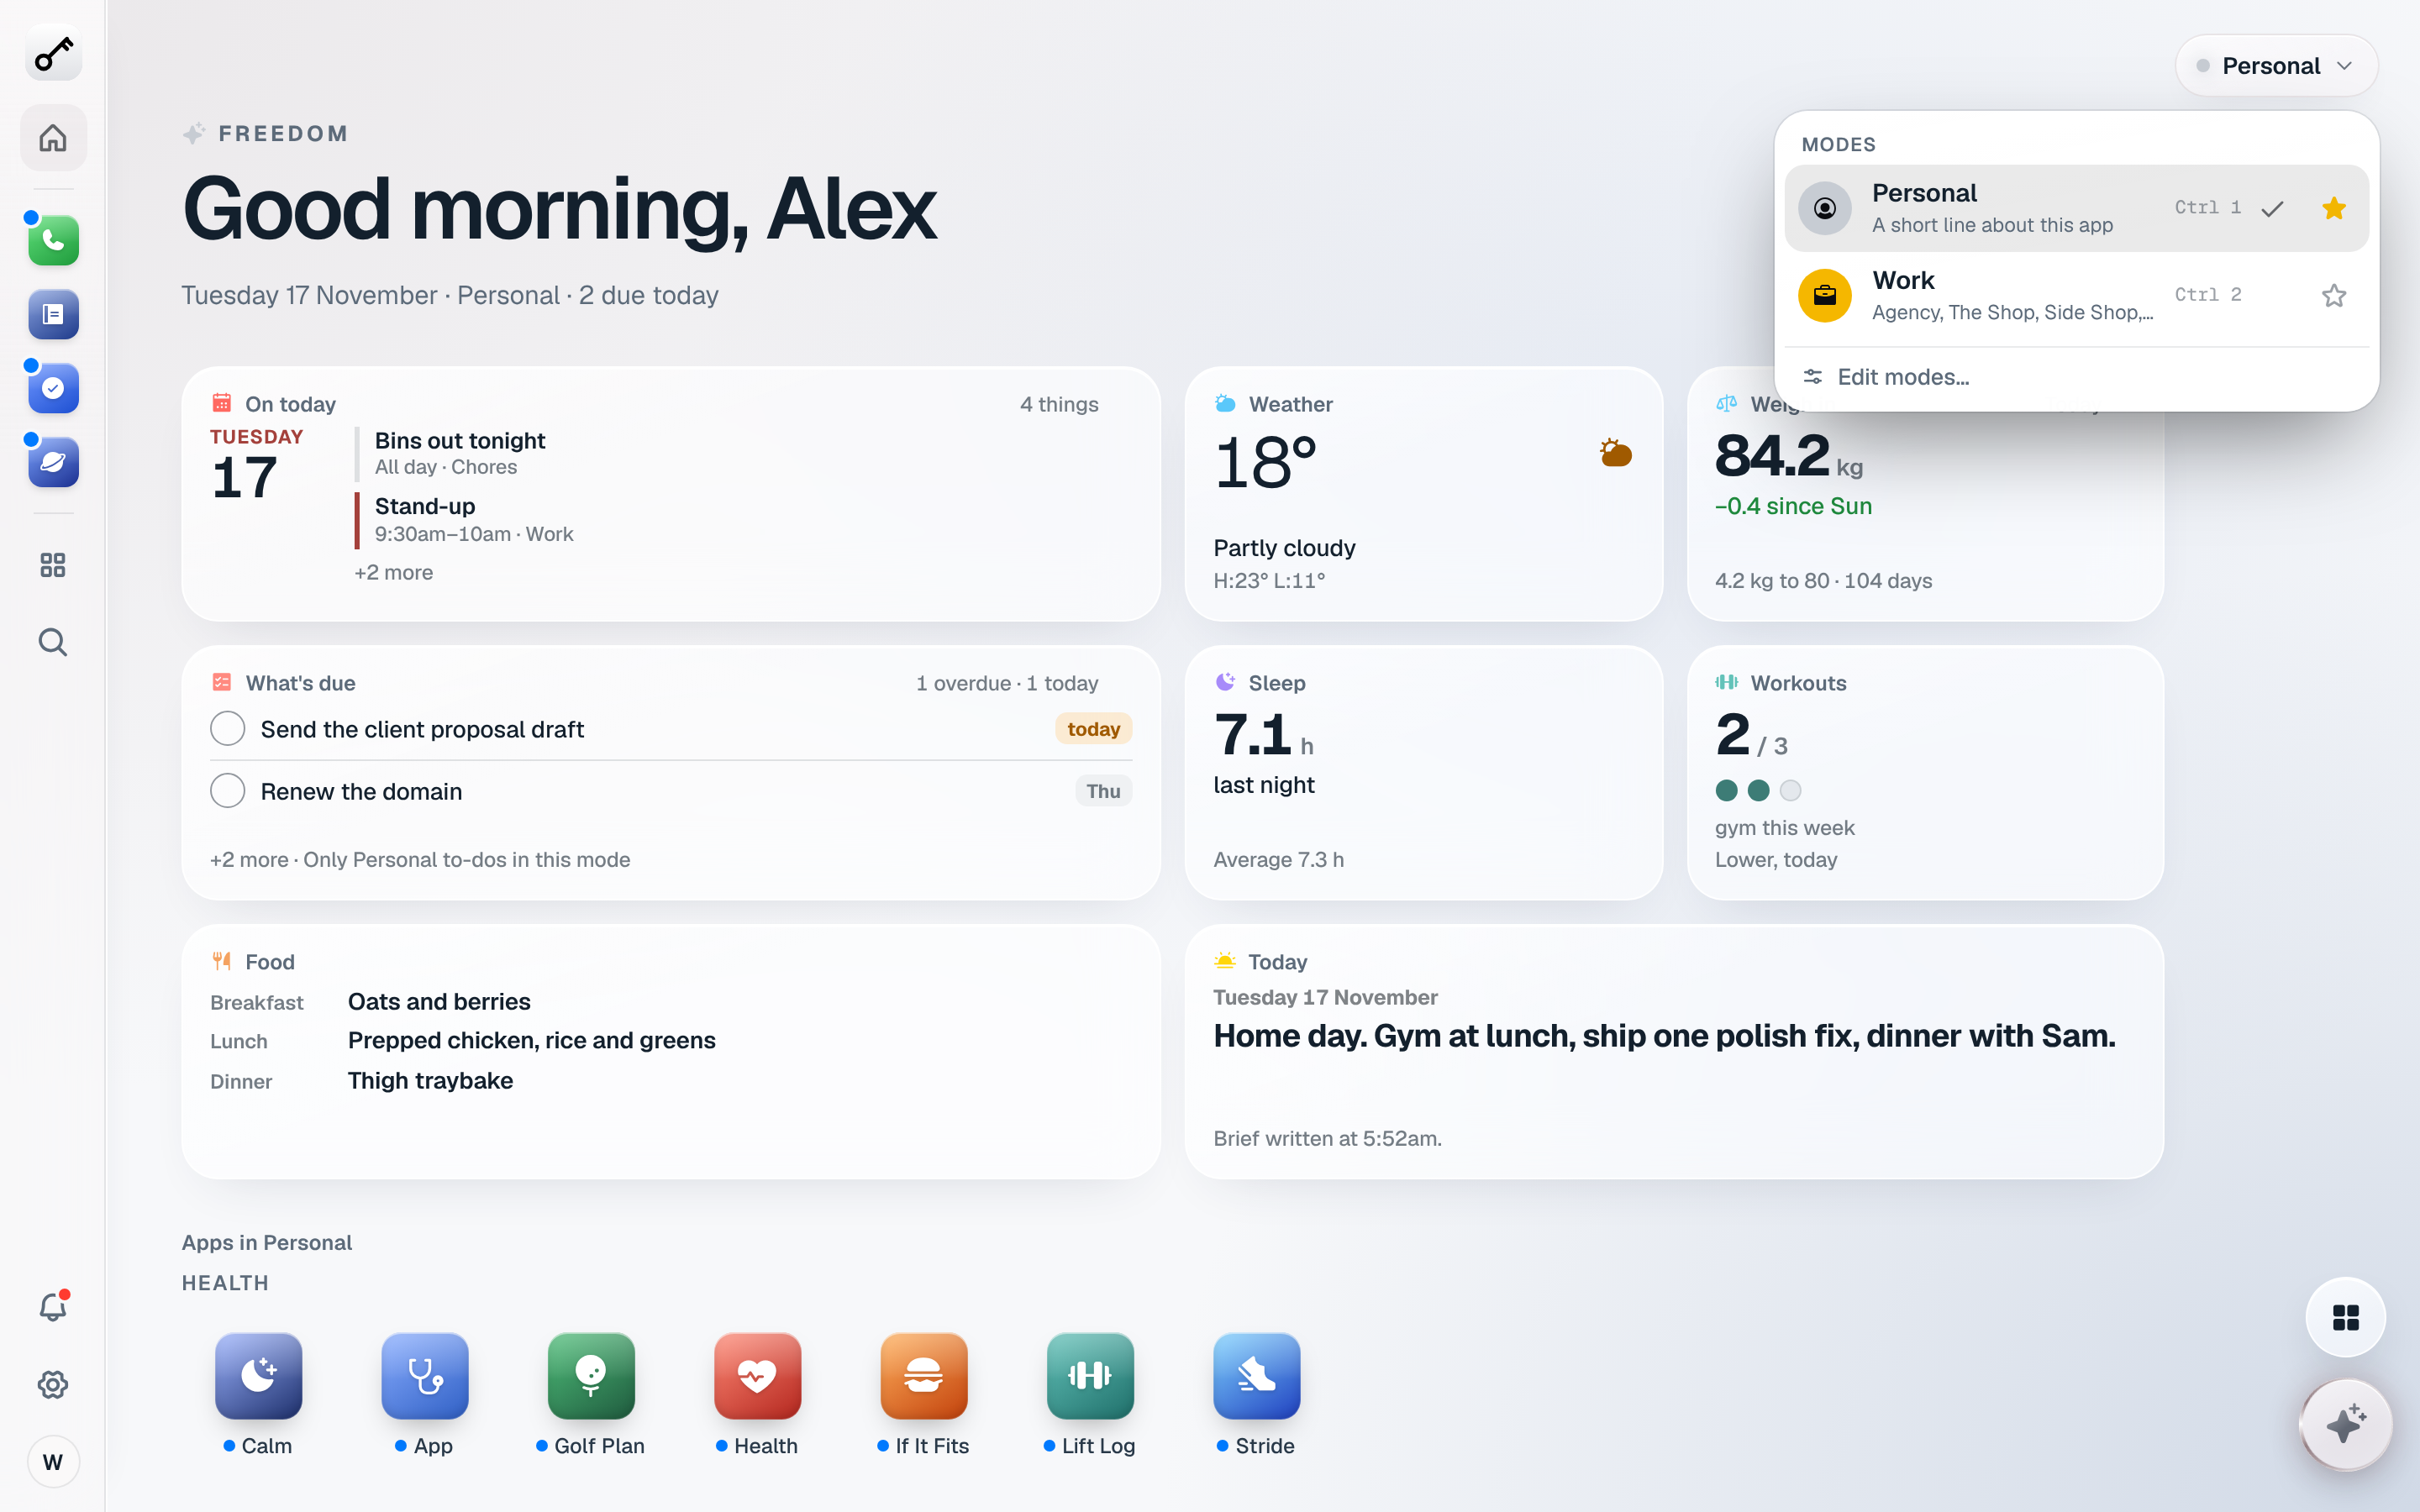 Personal
FREEDOM
Good morning, Alex
Tuesday 17 November · Personal · 2 due today
MODES
Personal
A short line about this app
Ctrl 1
Work
Agency, The Shop, Side Shop,...
Ctrl 2
Edit modes...
On today
4 things
TUESDAY
17
Bins out tonight
All day · Chores
Stand-up
9:30am–10am · Work
+2 more
Weather
18°
Partly cloudy
H:23° L:11°
84.2 kg
−0.4 since Sun
4.2 kg to 80 · 104 days
What's due
1 overdue · 1 today
Send the client proposal draft
today
Renew the domain
Thu
+2 more · Only Personal to-dos in this mode
Sleep
7.1 h
last night
Average 7.3 h
Workouts
2 / 3
gym this week
Lower, today
Food
Breakfast Oats and berries
Lunch Prepped chicken, rice and greens
Dinner Thigh traybake
Today
Tuesday 17 November
Home day. Gym at lunch, ship one polish fix, dinner with Sam.
Brief written at 5:52am.
Apps in Personal
HEALTH
Calm
App
Golf Plan
Health
If It Fits
Lift Log
Stride
W